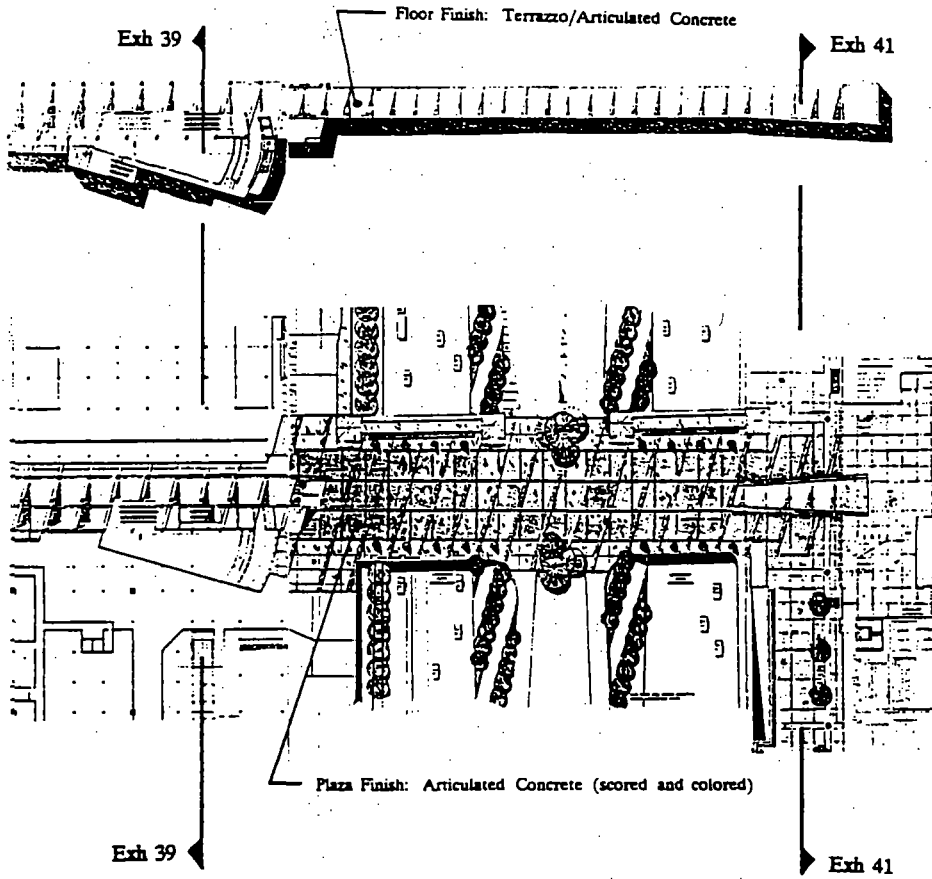 Floor Finish: Terrazzo/Articulated Concrete
Exh 39
Exh 41
Plaza Finish: Articulated Concrete (scored and colored)
Exh 39
Exh 41